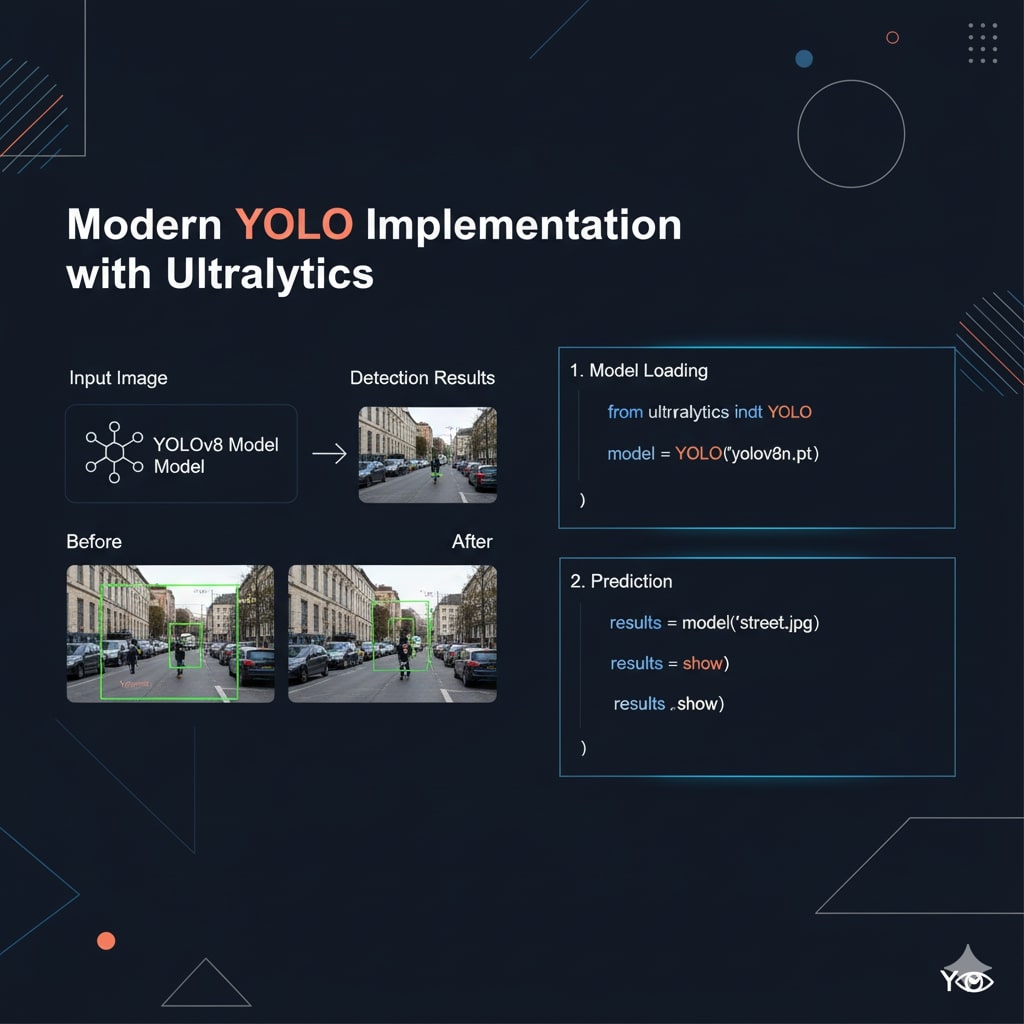 Modern YOLO Implementation
with Ultralytics
Input Image
YOLOv8 Model
Model
Detection Results
Before
After
1. Model Loading
from ultrralytics indt YOLO
model = YOLO("yolov8n.pt)
)
2. Prediction
results = model('street.jpg)
results = show)
results .show)
)
Y